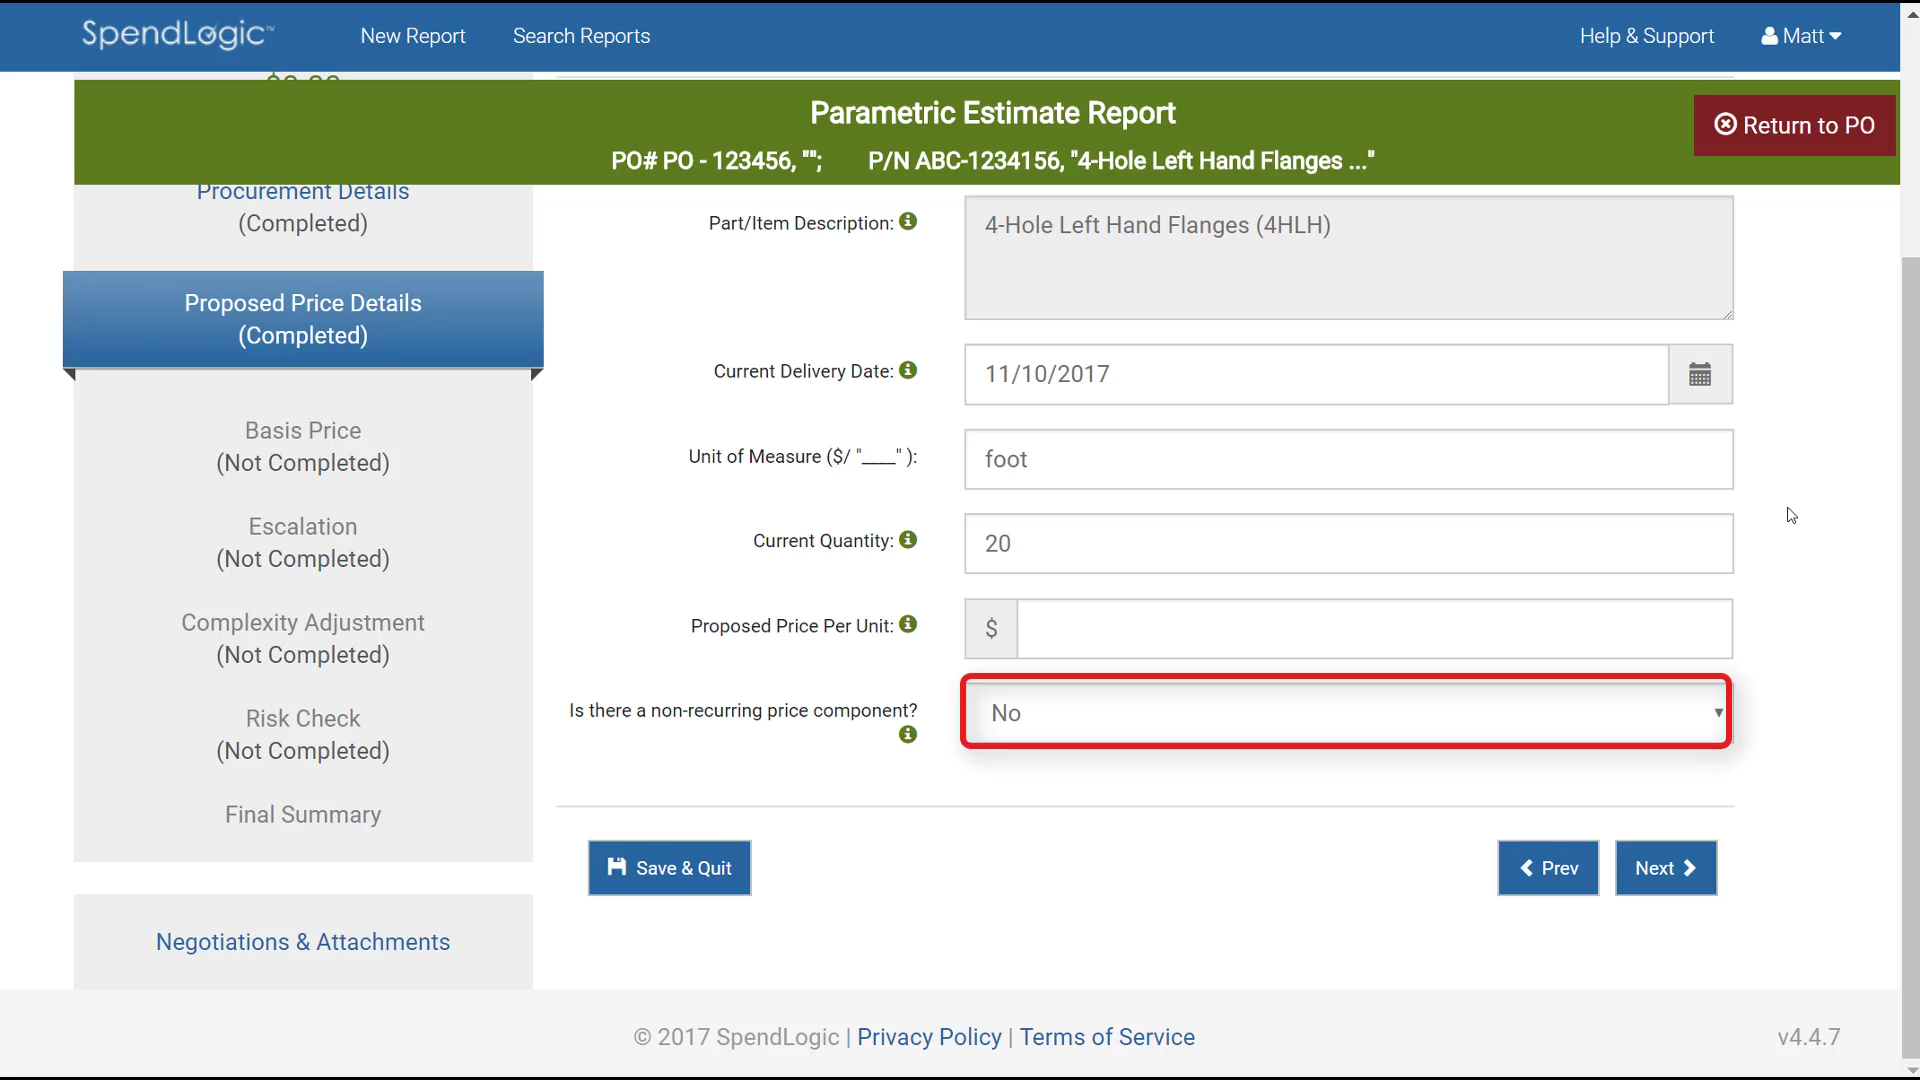 SpendLogic™ New Report Search Reports Help & Support Matt
$0.00
Parametric Estimate Report
PO# PO - 123456, ""; P/N ABC-1234156, "4-Hole Left Hand Flanges ..."
Return to PO
Procurement Details
(Completed)
Proposed Price Details
(Completed)
Basis Price
(Not Completed)
Escalation
(Not Completed)
Complexity Adjustment
(Not Completed)
Risk Check
(Not Completed)
Final Summary
Negotiations & Attachments
Part/Item Description: 4-Hole Left Hand Flanges (4HLH)
Current Delivery Date: 11/10/2017
Unit of Measure ($/ "____" ): foot
Current Quantity: 20
Proposed Price Per Unit: $
Is there a non-recurring price component? No
Save & Quit Prev Next
© 2017 SpendLogic | Privacy Policy | Terms of Service v4.4.7